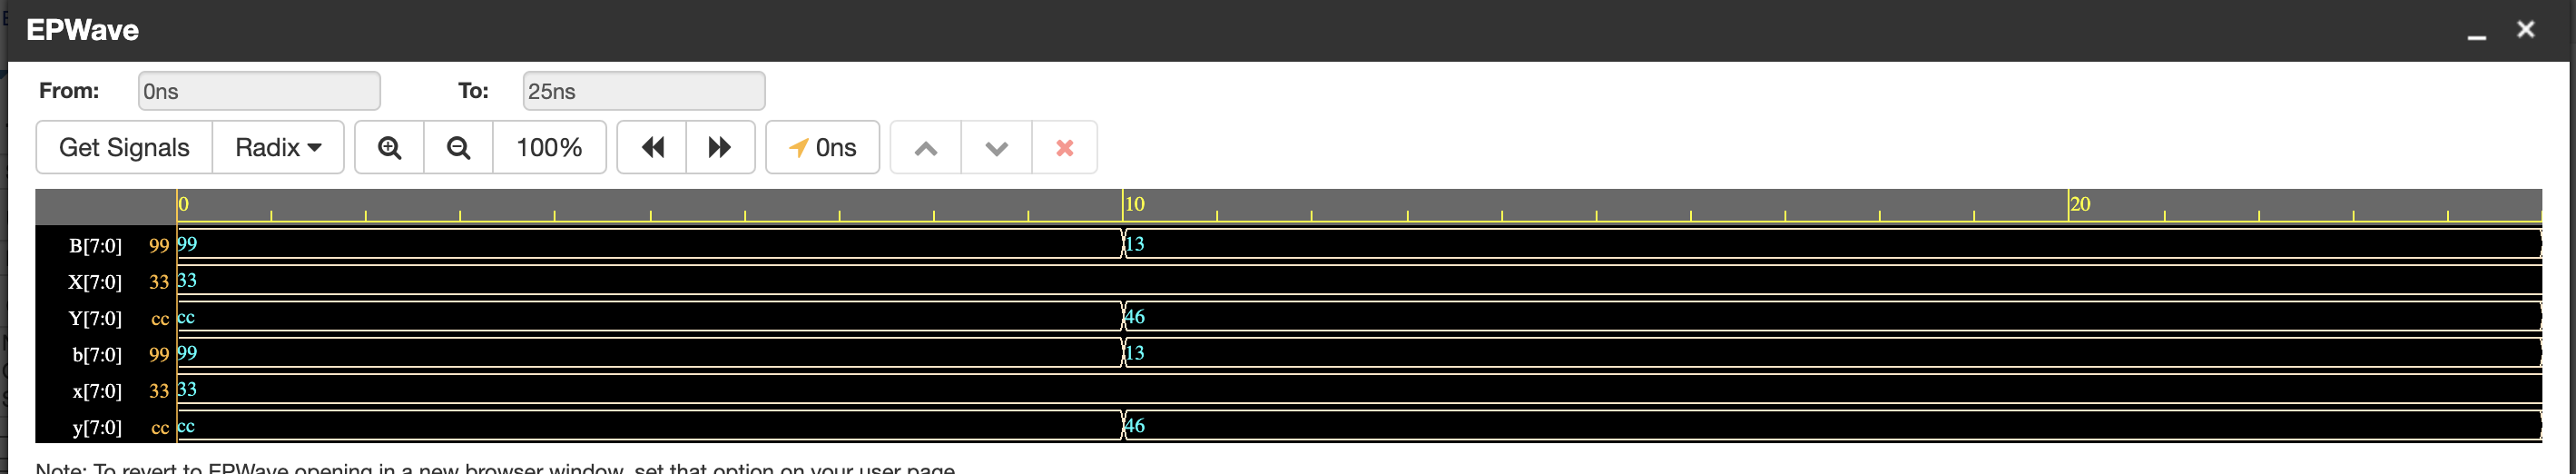 EPWave
From: 0ns To: 25ns
Get Signals Radix 100% 0ns
0 10 20
B[7:0] 99 99 13
X[7:0] 33 33
Y[7:0] cc cc 46
b[7:0] 99 99 13
x[7:0] 33 33
y[7:0] cc cc 46
Note: To revert to EPWave opening in a new browser window, set that option on your user page.